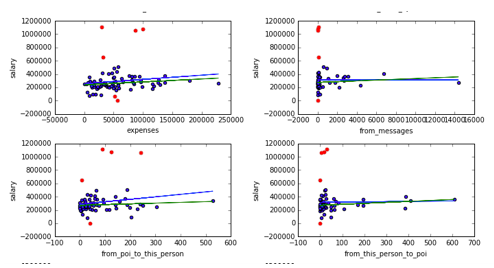 1200000 1200000
1000000 1000000
800000 800000
600000 600000
400000 400000
200000 200000
0 0
−200000 −200000
−50000 0 50000 100000 150000 200000 250000
−2000 0 2000 4000 6000 8000 10000 12000 14000 16000
salary salary
expenses from_messages
1200000 1200000
1000000 1000000
800000 800000
600000 600000
400000 400000
200000 200000
0 0
−200000 −200000
−100 0 100 200 300 400 500 600
−100 0 100 200 300 400 500 600 700
salary salary
from_poi_to_this_person from_this_person_to_poi